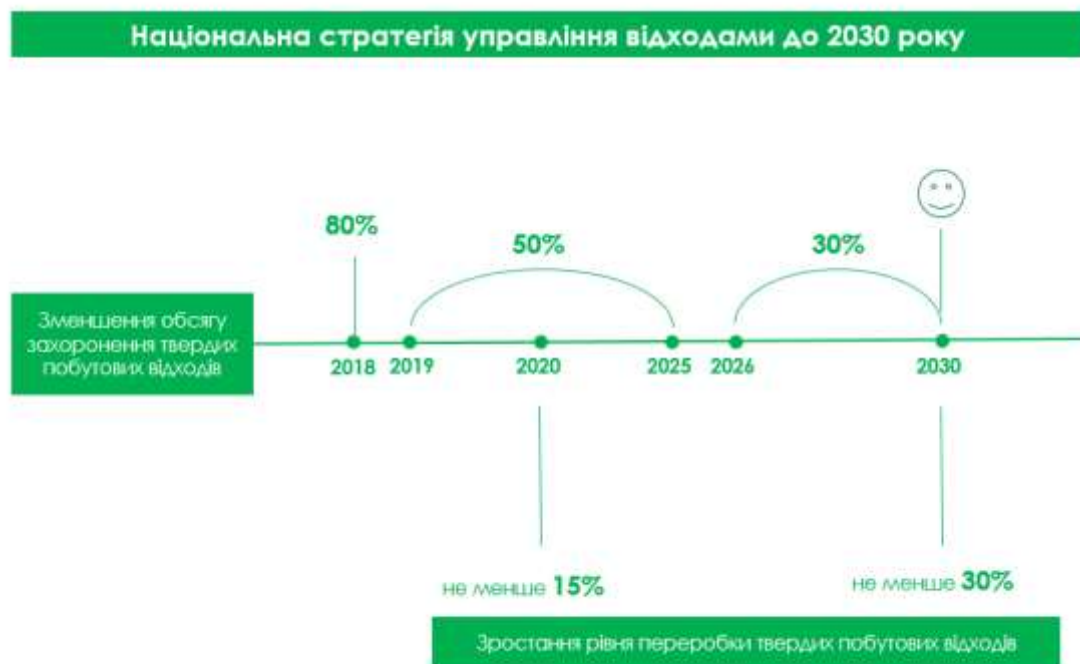 Національна стратегія управління відходами до 2030 року
80%
50%
30%
Зменшення обсягу
захоронення твердих
побутових відходів
2018 2019 2020 2025 2026 2030
не менше 15%
не менше 30%
Зростання рівня переробки твердих побутових відходів